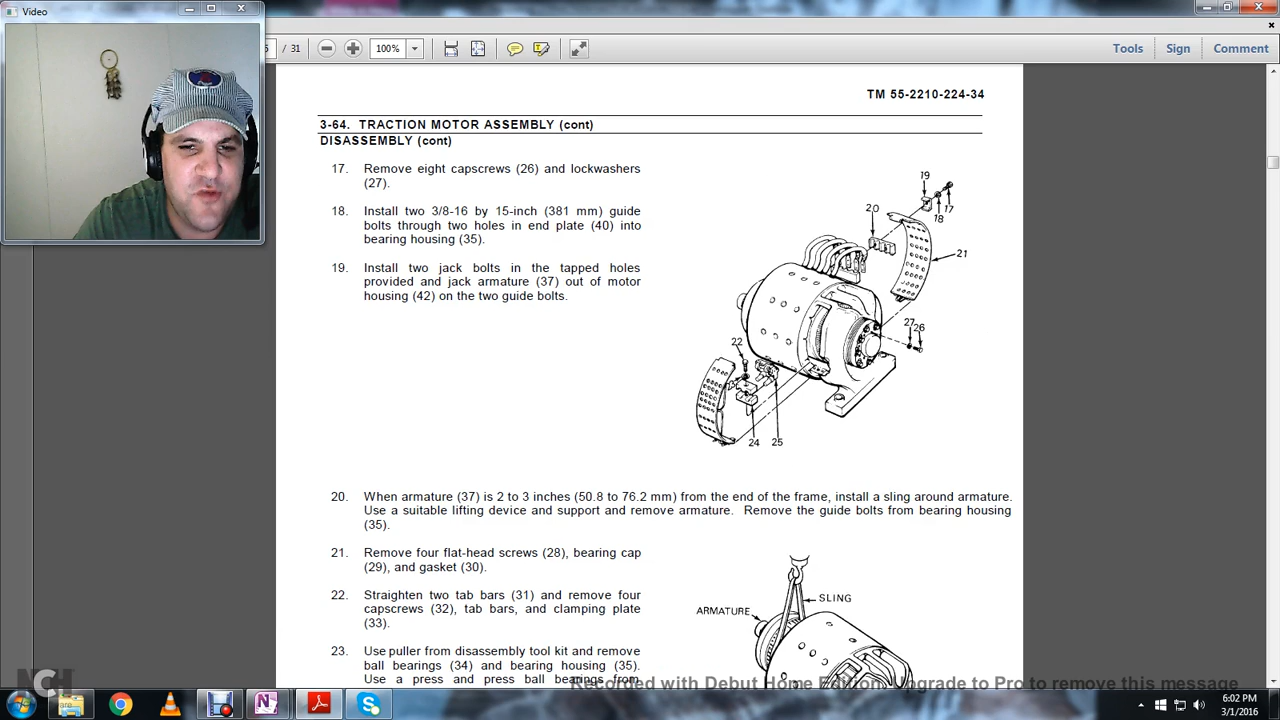 Video
/ 31
100%
Tools
Sign
Comment
TM 55-2210-224-34
3-64. TRACTION MOTOR ASSEMBLY (cont)
DISASSEMBLY (cont)
17. Remove eight capscrews (26) and lockwashers
(27).
18. Install two 3/8-16 by 15-inch (381 mm) guide
bolts through two holes in end plate (40) into
bearing housing (35).
19. Install two jack bolts in the tapped holes
provided and jack armature (37) out of motor
housing (42) on the two guide bolts.
19
17
18
20
21
27
26
22
24
25
20. When armature (37) is 2 to 3 inches (50.8 to 76.2 mm) from the end of the frame, install a sling around armature.
Use a suitable lifting device and support and remove armature. Remove the guide bolts from bearing housing
(35).
21. Remove four flat-head screws (28), bearing cap
(29), and gasket (30).
22. Straighten two tab bars (31) and remove four
capscrews (32), tab bars, and clamping plate
(33).
23. Use puller from disassembly tool kit and remove
ball bearings (34) and bearing housing (35).
Use a press and press ball bearings from
SLING
ARMATURE
NCH
Recorded with Debut Home Edition. Upgrade to Pro to remove this message
6:02 PM
3/1/2016